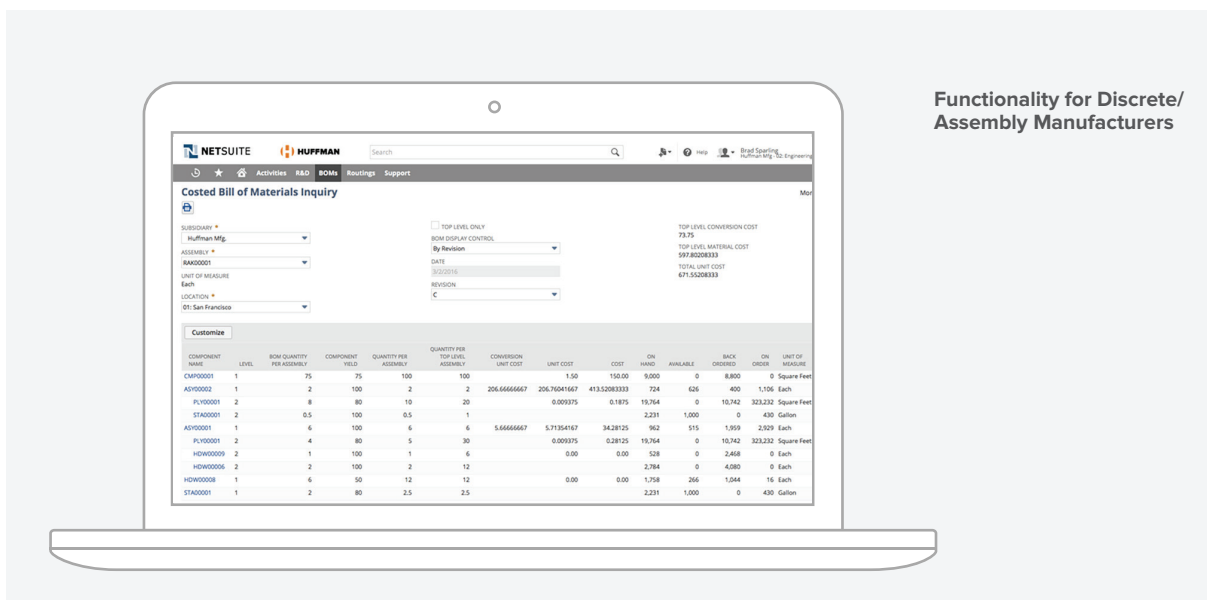 Functionality for Discrete/
Assembly Manufacturers
NETSUITE HUFFMAN Search Help Brad Sparling
Huffman Mfg. 02: Engineering
Activities R&D BOMs Routings Support
Costed Bill of Materials Inquiry Mor
SUBSIDIARY *
Huffman Mfg.
ASSEMBLY *
RAK00001
UNIT OF MEASURE
Each
LOCATION *
01: San Francisco
TOP LEVEL ONLY
BOM DISPLAY CONTROL
By Revision
DATE
3/2/2016
REVISION
C
TOP LEVEL CONVERSION COST
73.75
TOP LEVEL MATERIAL COST
597.80208333
TOTAL UNIT COST
671.55208333
Customize
COMPONENT NAME LEVEL BOM QUANTITY PER ASSEMBLY COMPONENT YIELD QUANTITY PER ASSEMBLY QUANTITY PER TOP LEVEL ASSEMBLY CONVERSION UNIT COST UNIT COST COST ON HAND AVAILABLE BACK ORDERED ON ORDER UNIT OF MEASURE
CMP00001 1 75 75 100 100 1.50 150.00 9,000 0 8,800 0 Square Feet
ASY00002 1 2 100 2 2 206.66666667 206.76041667 413.52083333 724 626 400 1,106 Each
PLY00001 2 8 80 10 20 0.009375 0.1875 19,764 0 10,742 323,232 Square Feet
STA00001 2 0.5 100 0.5 1 2,231 1,000 0 430 Gallon
ASY00001 1 6 100 6 6 5.66666667 5.71354167 34.28125 962 515 1,959 2,929 Each
PLY00001 2 4 80 5 30 0.009375 0.28125 19,764 0 10,742 323,232 Square Feet
HDW00009 2 1 100 1 6 0.00 0.00 528 0 2,468 0 Each
HDW00006 2 2 100 2 12 2,784 0 4,080 0 Each
HDW00008 1 6 50 12 12 0.00 0.00 1,758 266 1,044 16 Each
STA00001 1 2 80 2.5 2.5 2,231 1,000 0 430 Gallon